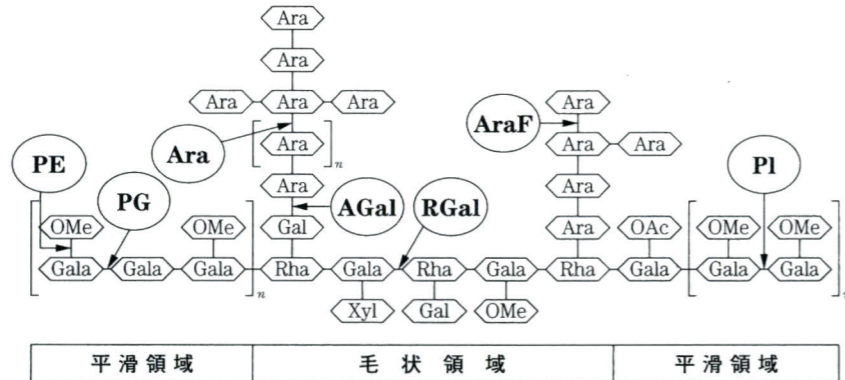 Ara
Ara
Ara Ara Ara Ara
Ara AraF
Ara n Ara Ara
PE Pl
PG
Ara Ara
AGal RGal
OMe OMe Gal Ara OAc OMe OMe
Gala Gala Gala Rha Gala Rha Gala Rha Gala Gala Gala
n n
Xyl Gal OMe
平滑領域 毛状領域 平滑領域